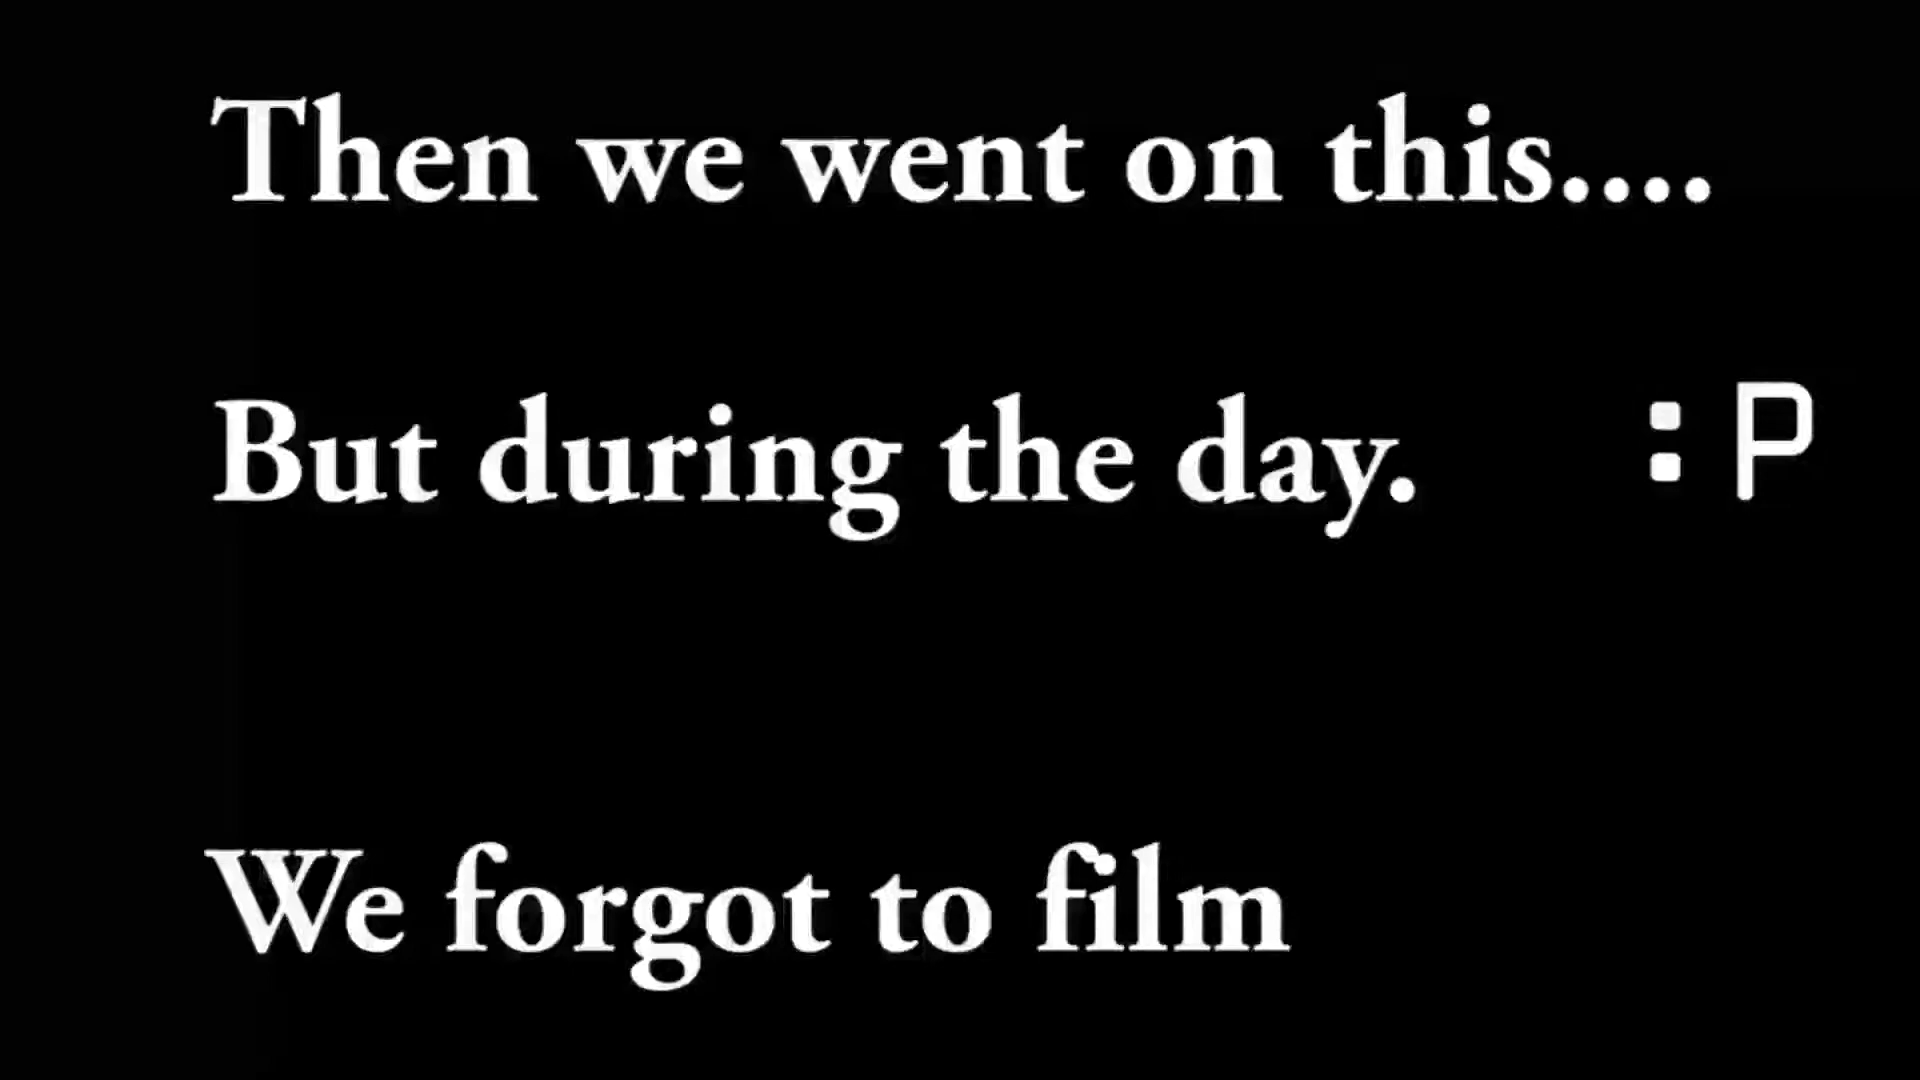 Then we went on this....
But during the day. :P
We forgot to film